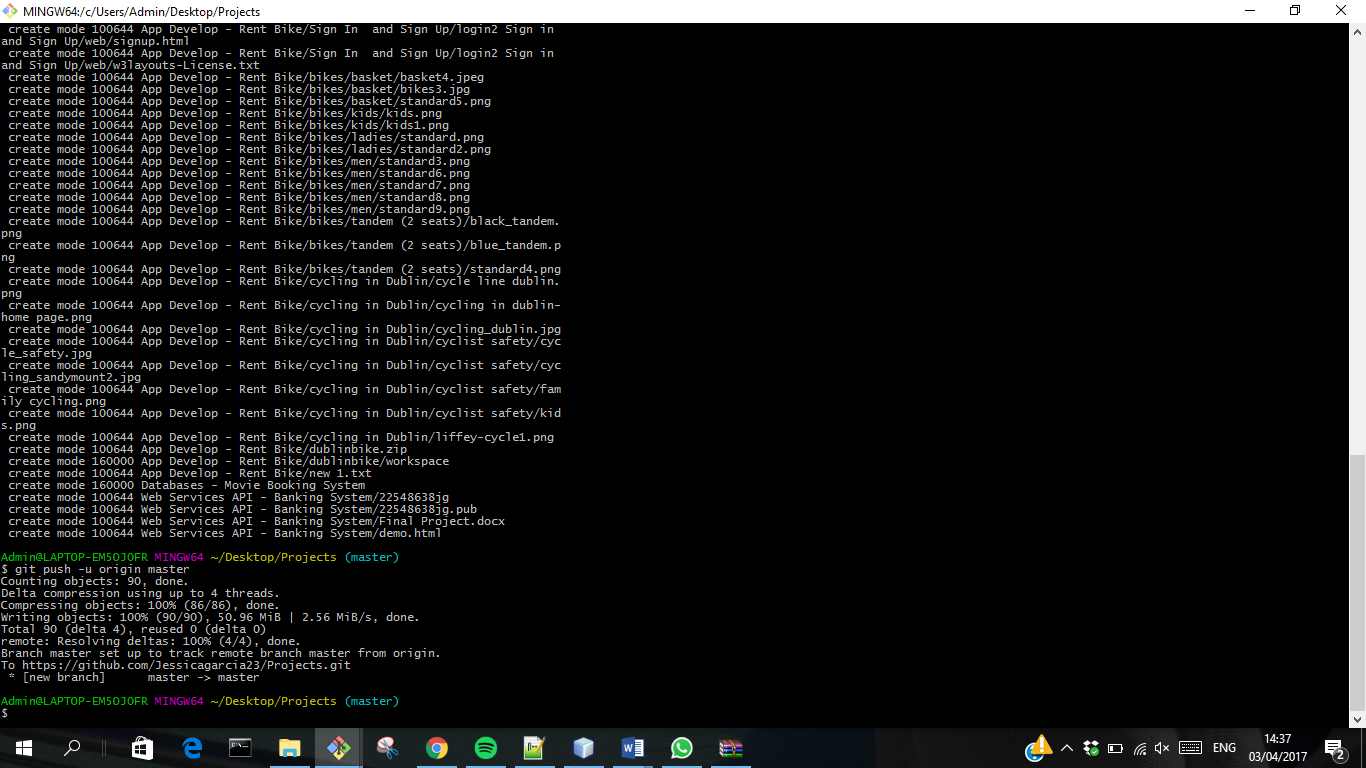 MINGW64:/c/Users/Admin/Desktop/Projects
create mode 100644 App Develop - Rent Bike/Sign In  and Sign Up/login2 Sign in
and Sign Up/web/signup.html
create mode 100644 App Develop - Rent Bike/Sign In  and Sign Up/login2 Sign in
and Sign Up/web/w3layouts-License.txt
create mode 100644 App Develop - Rent Bike/bikes/basket/basket4.jpeg
create mode 100644 App Develop - Rent Bike/bikes/basket/bikes3.jpg
create mode 100644 App Develop - Rent Bike/bikes/basket/standard5.png
create mode 100644 App Develop - Rent Bike/bikes/kids/kids.png
create mode 100644 App Develop - Rent Bike/bikes/kids/kids1.png
create mode 100644 App Develop - Rent Bike/bikes/ladies/standard.png
create mode 100644 App Develop - Rent Bike/bikes/ladies/standard2.png
create mode 100644 App Develop - Rent Bike/bikes/men/standard3.png
create mode 100644 App Develop - Rent Bike/bikes/men/standard6.png
create mode 100644 App Develop - Rent Bike/bikes/men/standard7.png
create mode 100644 App Develop - Rent Bike/bikes/men/standard8.png
create mode 100644 App Develop - Rent Bike/bikes/men/standard9.png
create mode 100644 App Develop - Rent Bike/bikes/tandem (2 seats)/black_tandem.
png
create mode 100644 App Develop - Rent Bike/bikes/tandem (2 seats)/blue_tandem.p
ng
create mode 100644 App Develop - Rent Bike/bikes/tandem (2 seats)/standard4.png
create mode 100644 App Develop - Rent Bike/cycling in Dublin/cycle line dublin.
png
create mode 100644 App Develop - Rent Bike/cycling in Dublin/cycling in dublin-
home page.png
create mode 100644 App Develop - Rent Bike/cycling in Dublin/cycling_dublin.jpg
create mode 100644 App Develop - Rent Bike/cycling in Dublin/cyclist safety/cyc
le_safety.jpg
create mode 100644 App Develop - Rent Bike/cycling in Dublin/cyclist safety/cyc
ling_sandymount2.jpg
create mode 100644 App Develop - Rent Bike/cycling in Dublin/cyclist safety/fam
ily cycling.png
create mode 100644 App Develop - Rent Bike/cycling in Dublin/cyclist safety/kid
s.png
create mode 100644 App Develop - Rent Bike/cycling in Dublin/liffey-cycle1.png
create mode 100644 App Develop - Rent Bike/dublinbike.zip
create mode 160000 App Develop - Rent Bike/dublinbike/workspace
create mode 100644 App Develop - Rent Bike/new 1.txt
create mode 160000 Databases - Movie Booking System
create mode 100644 Web Services API - Banking System/22548638jg
create mode 100644 Web Services API - Banking System/22548638jg.pub
create mode 100644 Web Services API - Banking System/Final Project.docx
create mode 100644 Web Services API - Banking System/demo.html
Admin@LAPTOP-EM5OJOFR MINGW64 ~/Desktop/Projects (master)
$ git push -u origin master
Counting objects: 90, done.
Delta compression using up to 4 threads.
Compressing objects: 100% (86/86), done.
Writing objects: 100% (90/90), 50.96 MiB | 2.56 MiB/s, done.
Total 90 (delta 4), reused 0 (delta 0)
remote: Resolving deltas: 100% (4/4), done.
Branch master set up to track remote branch master from origin.
To https://github.com/Jessicagarcia23/Projects.git
* [new branch]      master -> master
Admin@LAPTOP-EM5OJOFR MINGW64 ~/Desktop/Projects (master)
$
ENG
14:37
03/04/2017
2